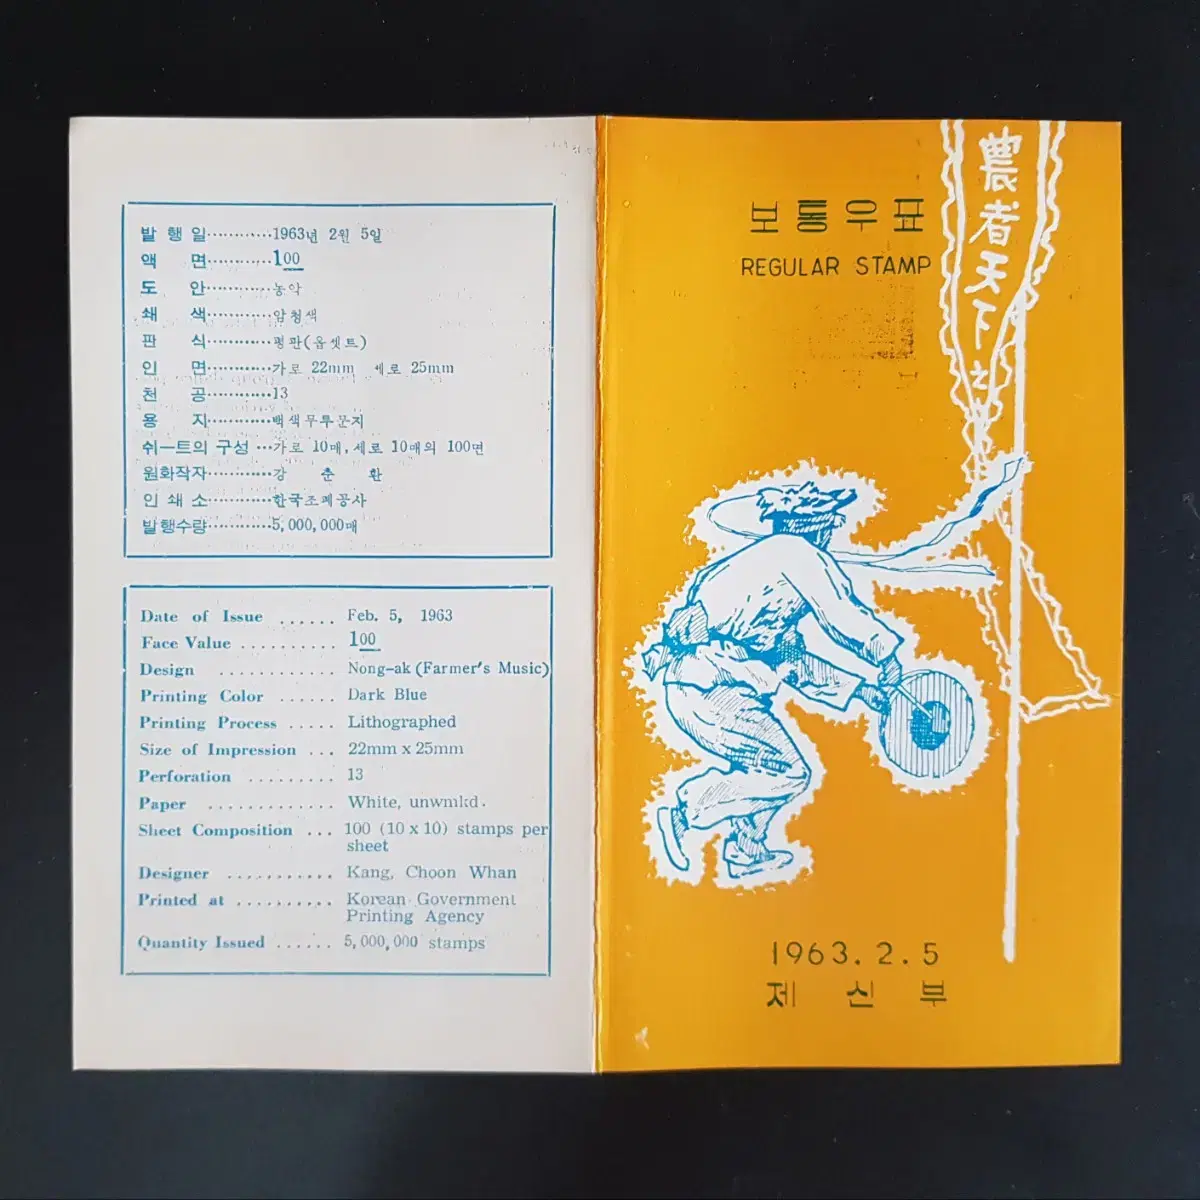 발 행 일············1963년 2월 5일
액 면············100
도 안············농악
쇄 색············암청색
판 식············평판(옵셋트)
인 면············가로 22mm 세로 25mm
천 공············13
용 지············백색무투문지
쉬ー트의 구성 ···가로 10매,세로 10매의 100면
원화작자············강 춘 환
인 쇄 소············한국조폐공사
발행수량············5,000,000매
Date of Issue ...... Feb. 5, 1963
Face Value .......... 100
Design ............ Nong-ak (Farmer's Music)
Printing Color ...... Dark Blue
Printing Process ..... Lithographed
Size of Impression ... 22mm x 25mm
Perforation ......... 13
Paper ............. White, unwmkd.
Sheet Composition ... 100 (10 x 10) stamps per
sheet
Designer ........... Kang, Choon Whan
Printed at .......... Korean Government
Printing Agency
Quantity Issued ...... 5,000,000 stamps
보통우표
REGULAR STAMP
農者天下之
1963.2.5
체 신 부